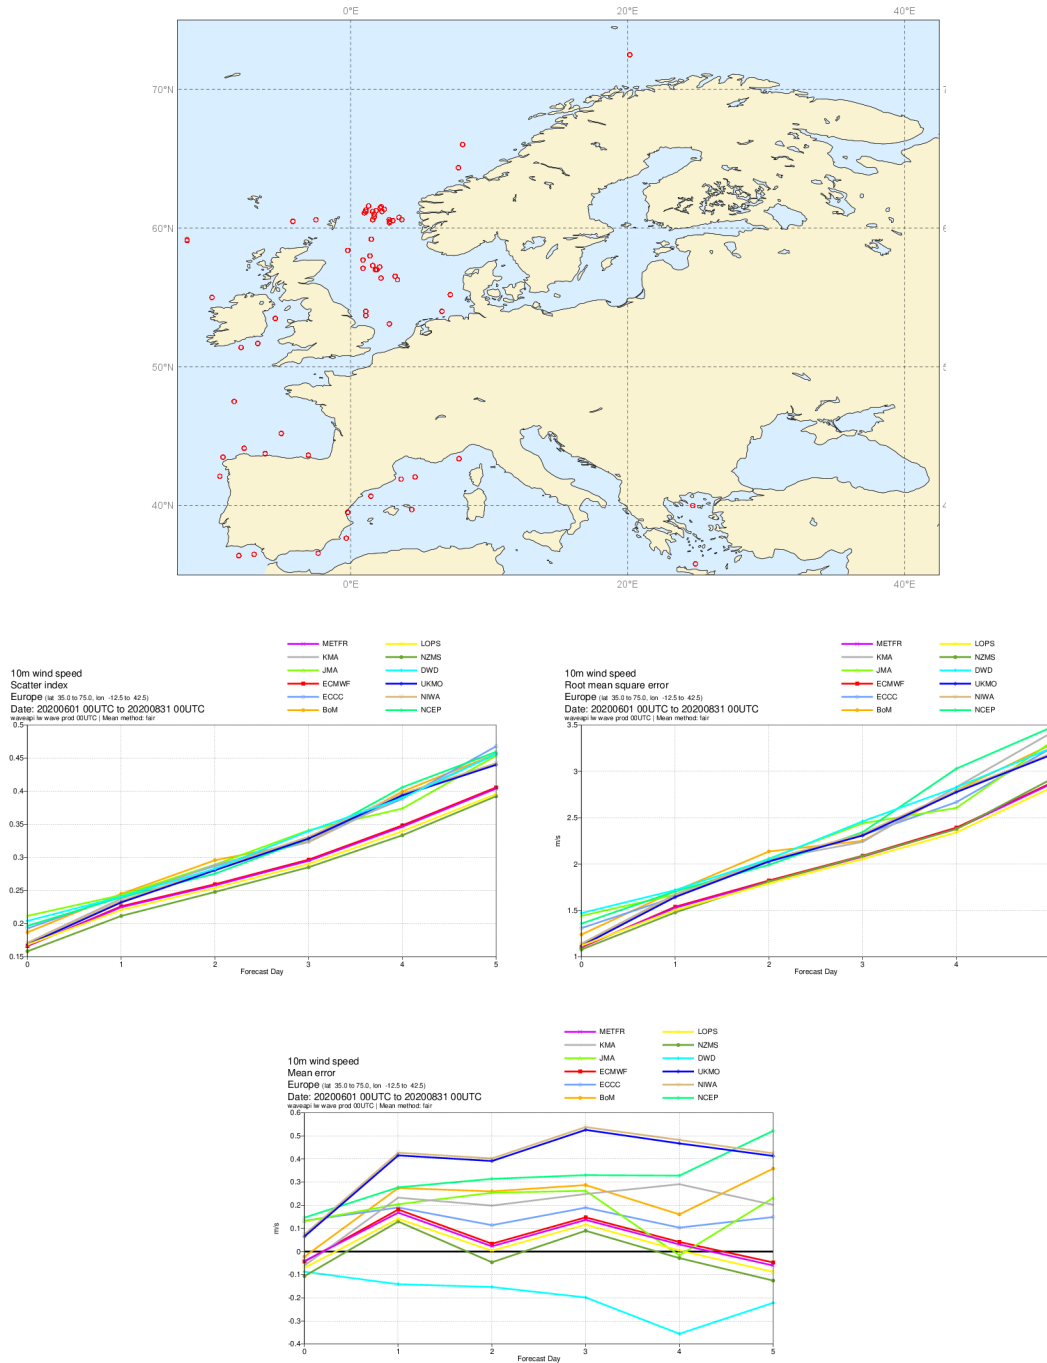 0°E 20°E 40°E
70°N 7
60°N 6
50°N 5
40°N 4
0°E 20°E 40°E
METFR LOPS
KMA NZMS
JMA DWD
ECMWF UKMO
ECCC NIWA
BoM NCEP
10m wind speed
Scatter index
Europe (lat 35.0 to 75.0, lon -12.5 to 42.5)
Date: 20200601 00UTC to 20200831 00UTC
waveapi lw wave prod 00UTC | Mean method: fair
0.5
0.45
0.4
0.35
0.3
0.25
0.2
0.15
0 1 2 3 4 5
Forecast Day
METFR LOPS
KMA NZMS
JMA DWD
ECMWF UKMO
ECCC NIWA
BoM NCEP
10m wind speed
Root mean square error
Europe (lat 35.0 to 75.0, lon -12.5 to 42.5)
Date: 20200601 00UTC to 20200831 00UTC
waveapi lw wave prod 00UTC | Mean method: fair
3.5
3
2.5
2
1.5
1
m/s
0 1 2 3 4
Forecast Day
METFR LOPS
KMA NZMS
JMA DWD
ECMWF UKMO
ECCC NIWA
BoM NCEP
10m wind speed
Mean error
Europe (lat 35.0 to 75.0, lon -12.5 to 42.5)
Date: 20200601 00UTC to 20200831 00UTC
waveapi lw wave prod 00UTC | Mean method: fair
0.6
0.5
0.4
0.3
0.2
0.1
0
-0.1
-0.2
-0.3
-0.4
m/s
0 1 2 3 4 5
Forecast Day